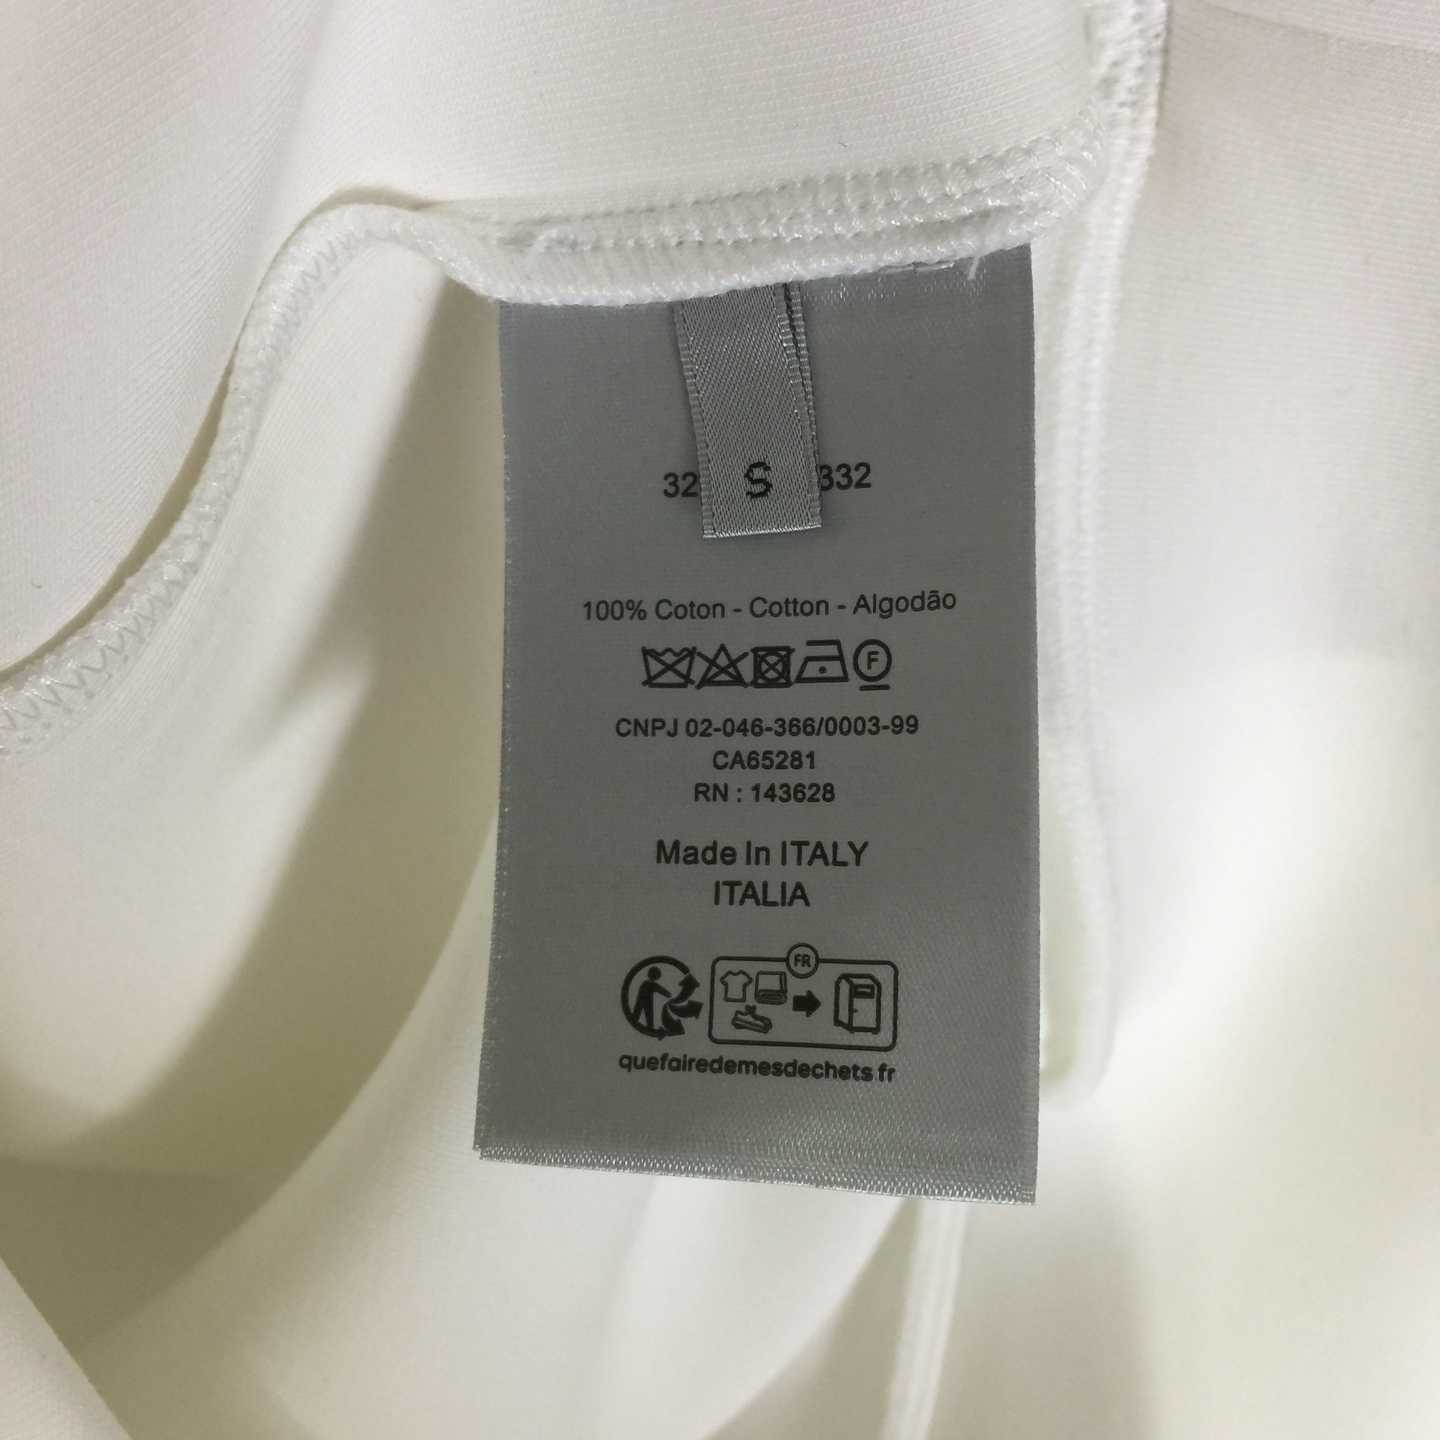 32 S 332
100% Coton - Cotton - Algodão
F
CNPJ 02-046-366/0003-99
CA65281
RN : 143628
Made In ITALY
ITALIA
FR
quefairedemesdechets.fr